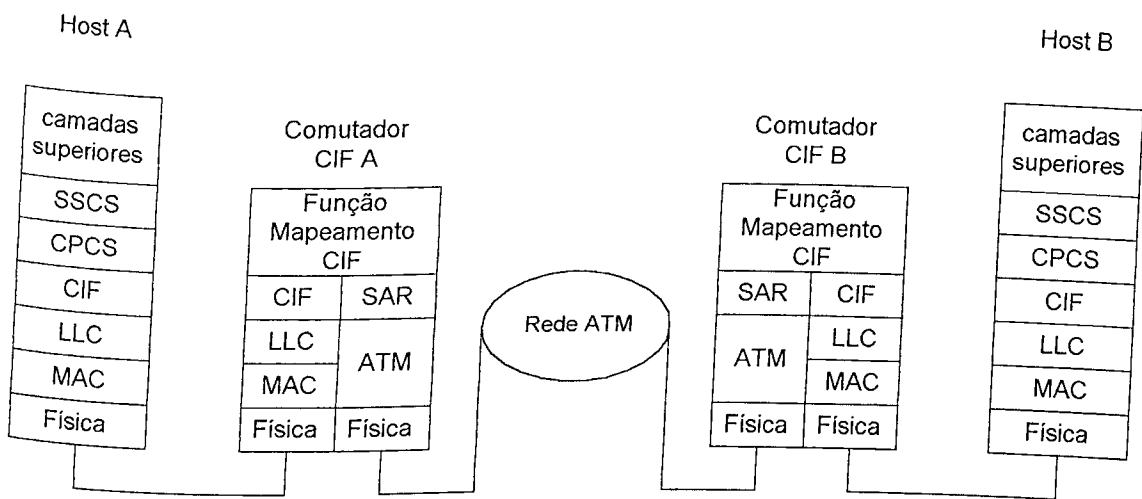 Host A
camadas
superiores
SSCS
CPCS
CIF
LLC
MAC
Física
Comutador
CIF A
Função
Mapeamento
CIF
CIF
SAR
LLC
ATM
MAC
Física
Física
Rede ATM
Comutador
CIF B
Função
Mapeamento
CIF
SAR
CIF
ATM
LLC
MAC
Física
Física
Host B
camadas
superiores
SSCS
CPCS
CIF
LLC
MAC
Física